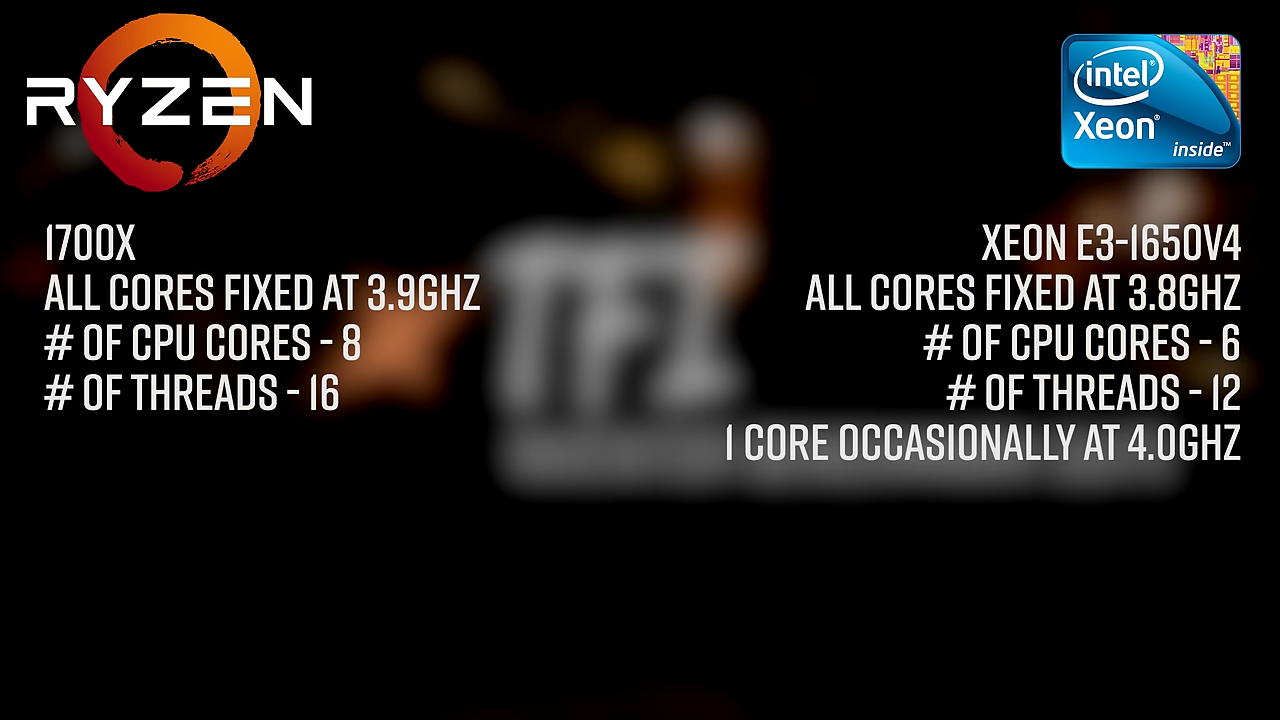 RYZEN
1700X
ALL CORES FIXED AT 3.9GHZ
# OF CPU CORES - 8
# OF THREADS - 16
intel
Xeon®
inside™
XEON E3-1650V4
ALL CORES FIXED AT 3.8GHZ
# OF CPU CORES - 6
# OF THREADS - 12
1 CORE OCCASIONALLY AT 4.0GHZ